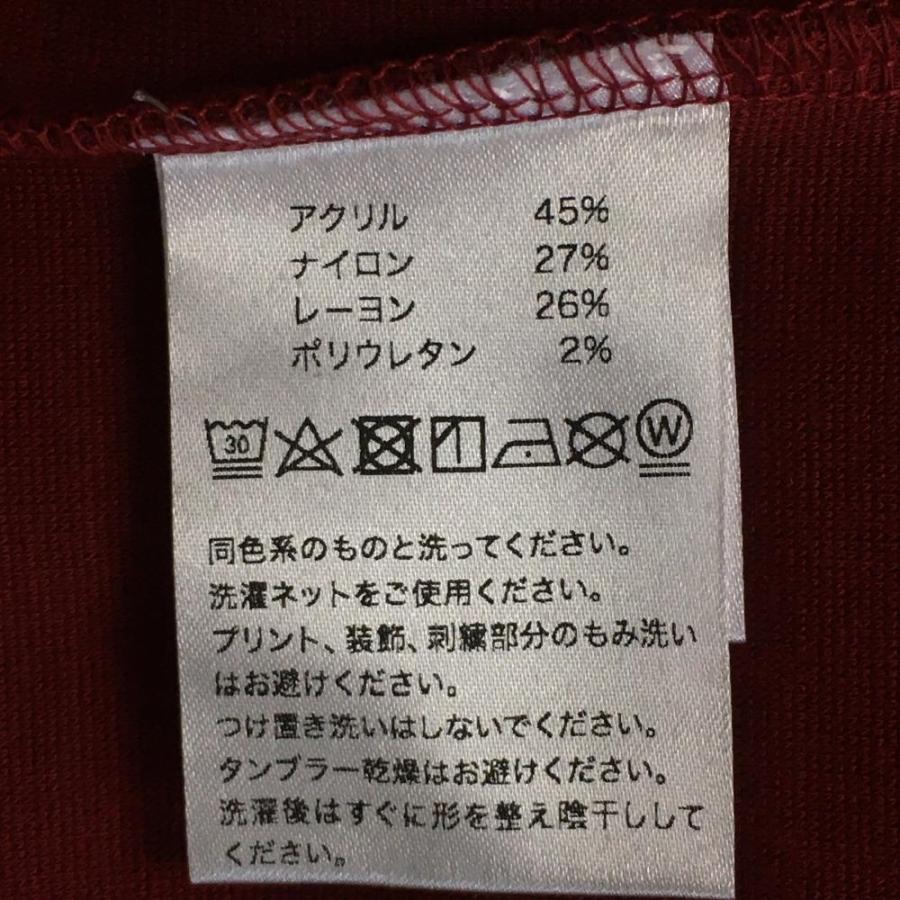 アクリル 45%
ナイロン 27%
レーヨン 26%
ポリウレタン 2%
30 W
同色系のものと洗ってください。
洗濯ネットをご使用ください。
プリント、装飾、刺繍部分のもみ洗い
はお避けください。
つけ置き洗いはしないでください。
タンブラー乾燥はお避けください。
洗濯後はすぐに形を整え陰干しして
ください。